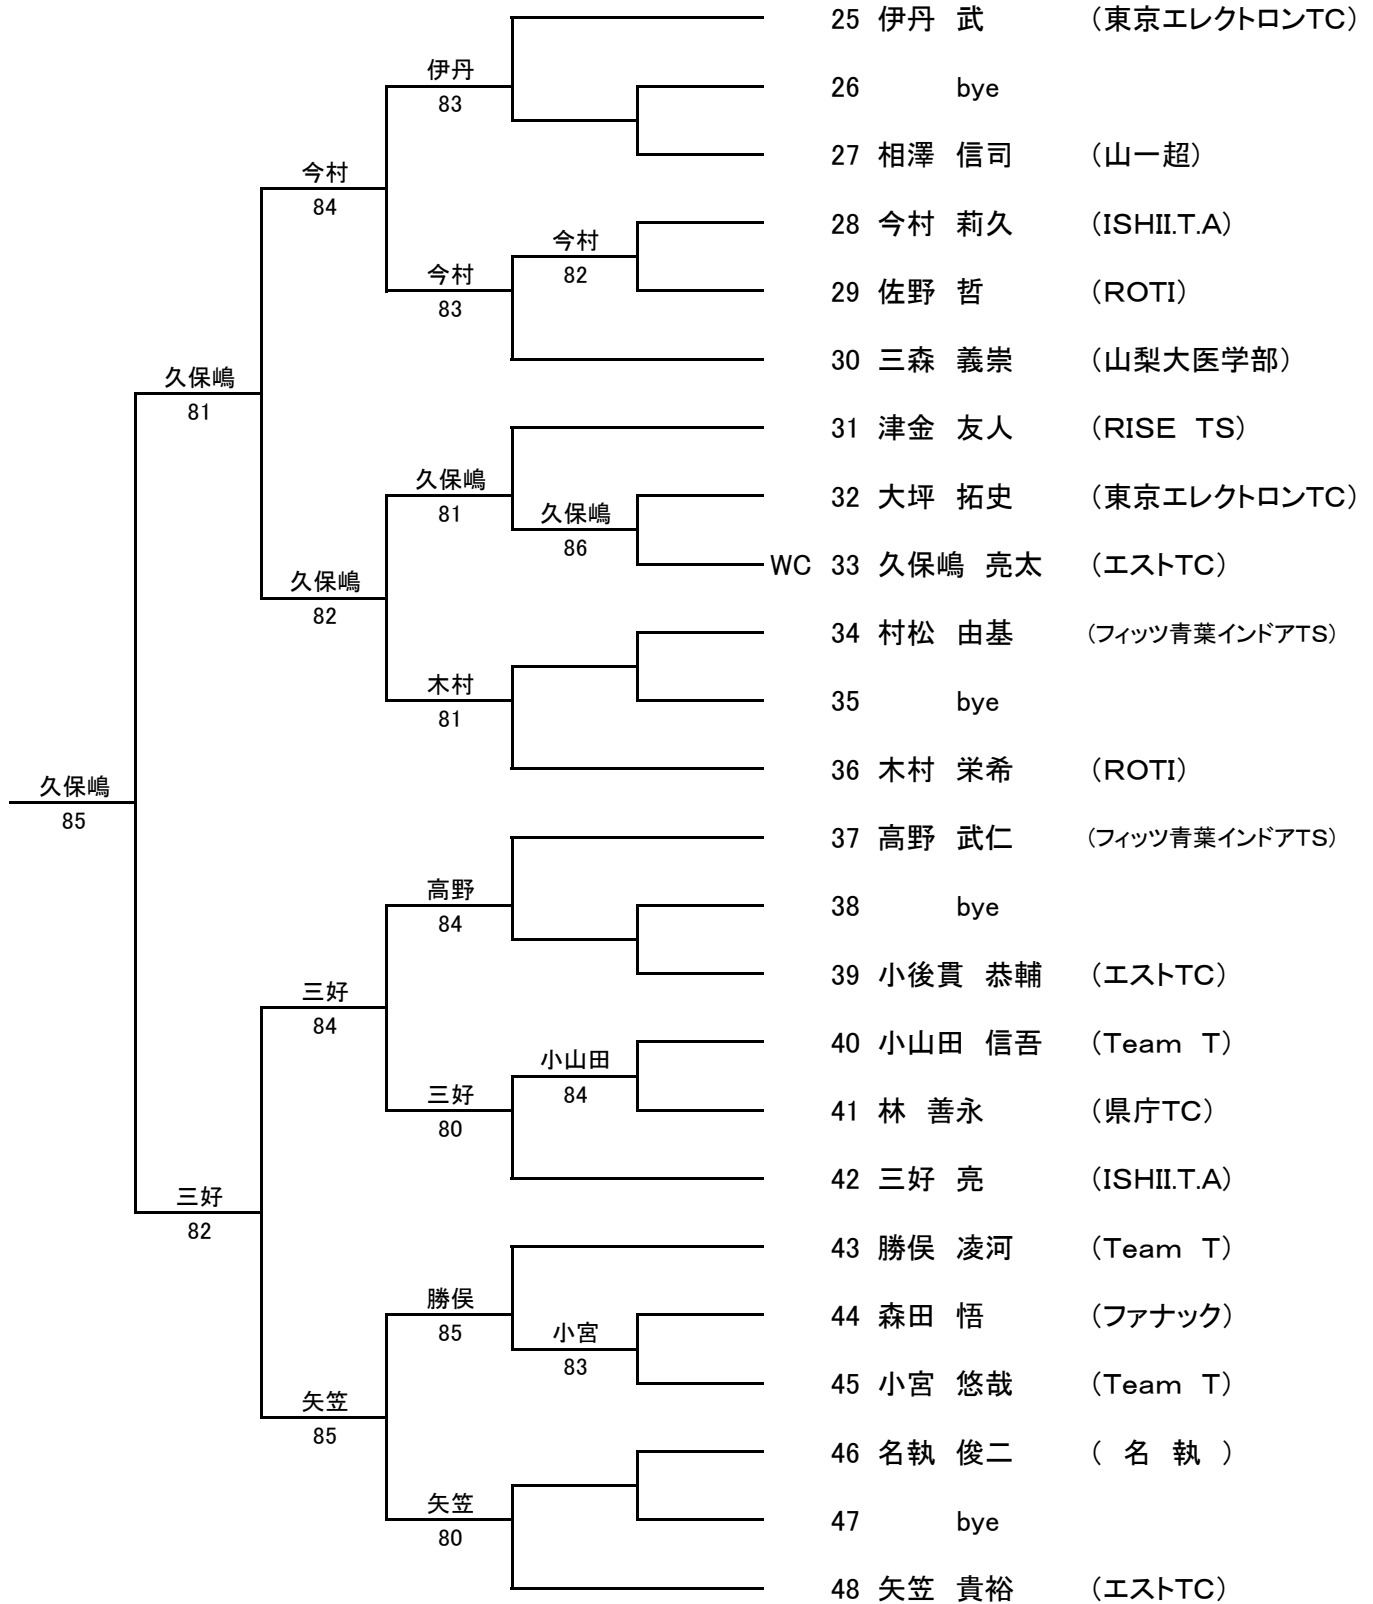 25 伊丹 武 （東京エレクトロンTC）
伊丹
83
26 bye
27 相澤 信司 （山一超）
今村
84
28 今村 莉久 （ISHII.T.A）
今村
82
今村
83
29 佐野 哲 （ROTI）
30 三森 義崇 （山梨大医学部）
久保嶋
81
31 津金 友人 （RISE TS）
久保嶋
81
32 大坪 拓史 （東京エレクトロンTC）
久保嶋
86
WC 33 久保嶋 亮太 （エストTC）
久保嶋
82
34 村松 由基 （フィッツ青葉インドアTS）
木村
81
35 bye
36 木村 栄希 （ROTI）
久保嶋
85
37 高野 武仁 （フィッツ青葉インドアTS）
高野
84
38 bye
39 小後貫 恭輔 （エストTC）
三好
84
40 小山田 信吾 （Team T）
小山田
84
三好
80
41 林 善永 （県庁TC）
42 三好 亮 （ISHII.T.A）
三好
82
43 勝俣 凌河 （Team T）
勝俣
85
44 森田 悟 （ファナック）
小宮
83
45 小宮 悠哉 （Team T）
矢笠
85
46 名執 俊二 （ 名 執 ）
矢笠
80
47 bye
48 矢笠 貴裕 （エストTC）